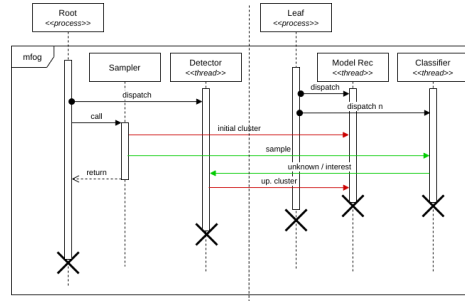 Root
<<process>>
Leaf
<<process>>
mfog
Sampler
Detector
<<thread>>
Model Rec
<<thread>>
Classifier
<<thread>>
dispatch
dispatch
dispatch n
call
initial cluster
sample
unknown / interest
return
up. cluster